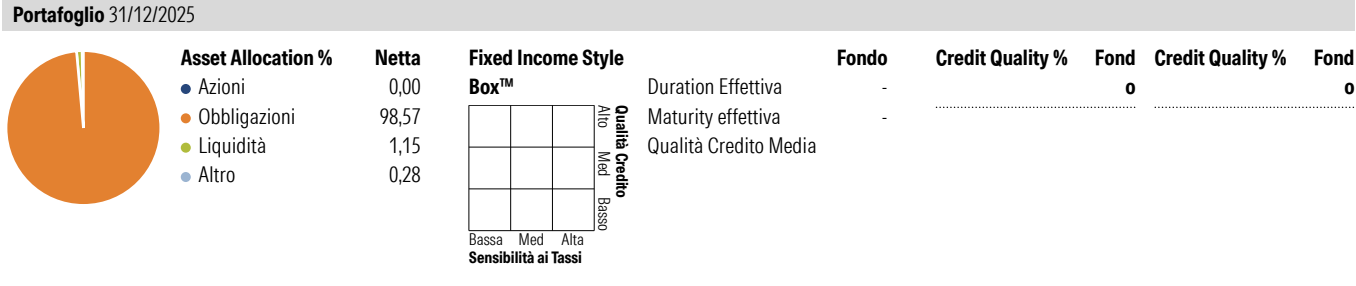 Portafoglio 31/12/2025
Asset Allocation % Netta
Azioni 0,00
Obbligazioni 98,57
Liquidità 1,15
Altro 0,28
Fixed Income Style
Box™
Alto Med Basso
Qualità Credito
Bassa Med Alta
Sensibilità ai Tassi
Fondo
Duration Effettiva -
Maturity effettiva -
Qualità Credito Media
Credit Quality % Fond
o
Credit Quality % Fond
o